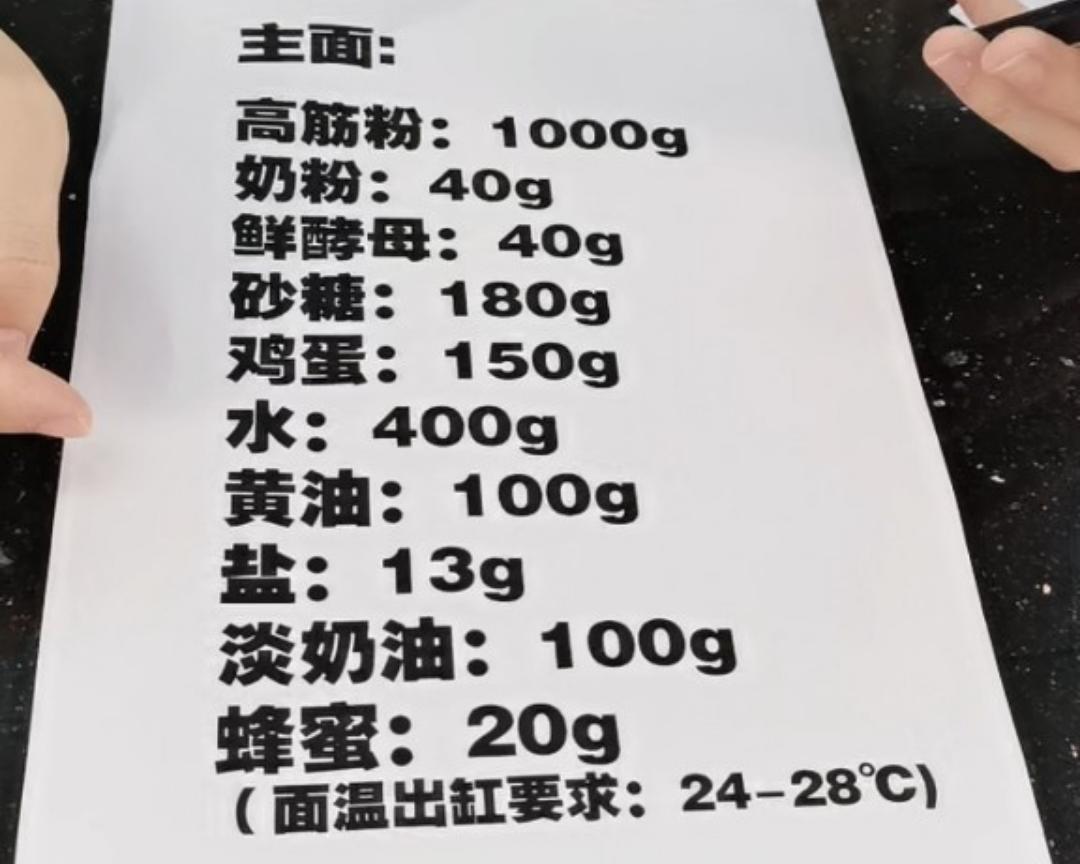 主面：
高筋粉：1000g
奶粉：40g
鲜酵母：40g
砂糖：180g
鸡蛋：150g
水：400g
黄油：100g
盐：13g
淡奶油：100g
蜂蜜：20g
（面温出缸要求：24-28℃)